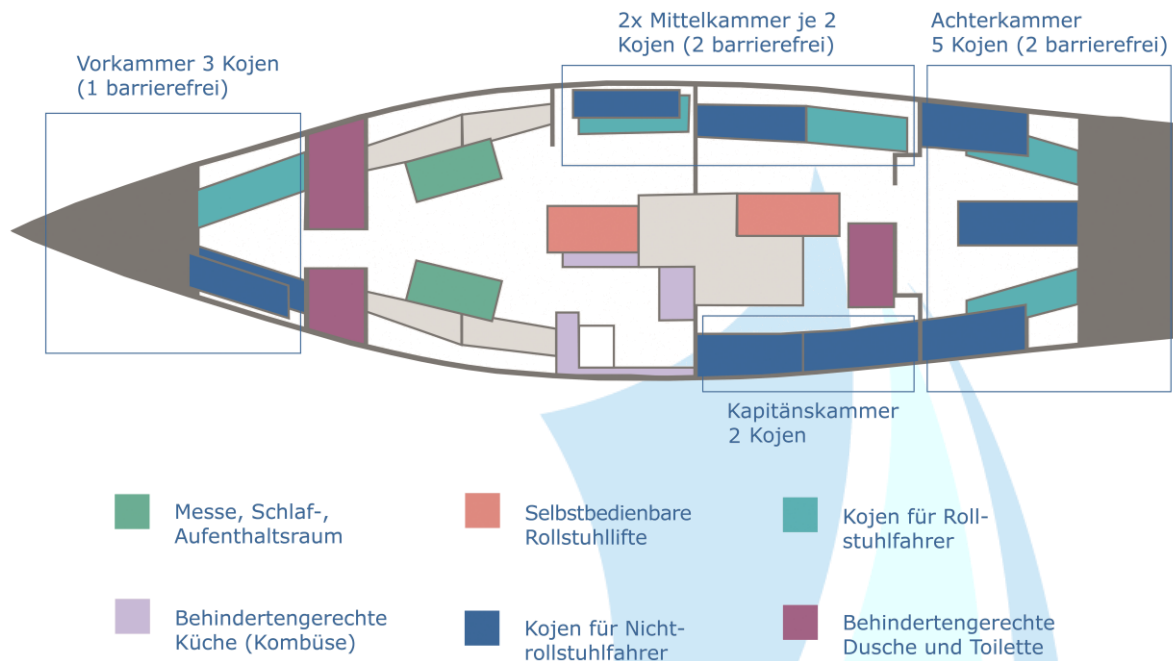 Vorkammer 3 Kojen
(1 barrierefrei)
2x Mittelkammer je 2
Kojen (2 barrierefrei)
Achterkammer
5 Kojen (2 barrierefrei)
Kapitänskammer
2 Kojen
Messe, Schlaf-,
Aufenthaltsraum
Selbstbedienbare
Rollstuhllifte
Kojen für Roll-
stuhlfahrer
Behindertengerechte
Küche (Kombüse)
Kojen für Nicht-
rollstuhlfahrer
Behindertengerechte
Dusche und Toilette